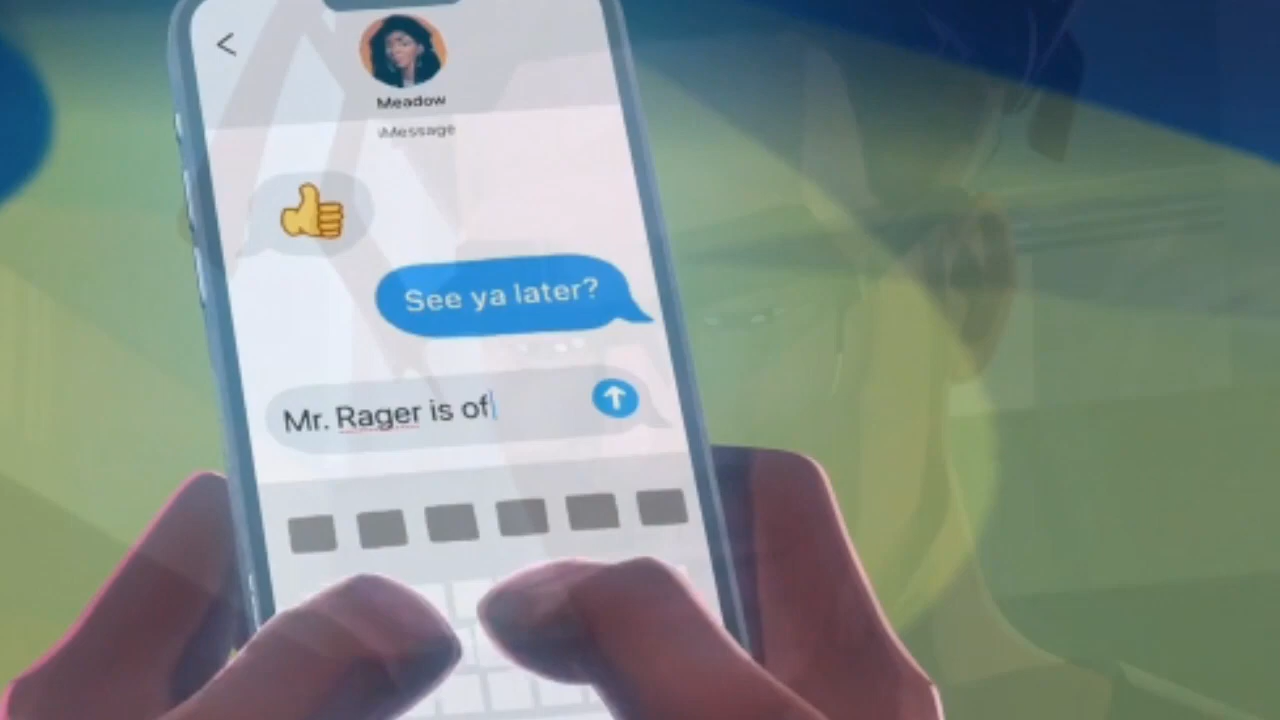 Meadow
iMessage
See ya later?
Mr. Rager is of